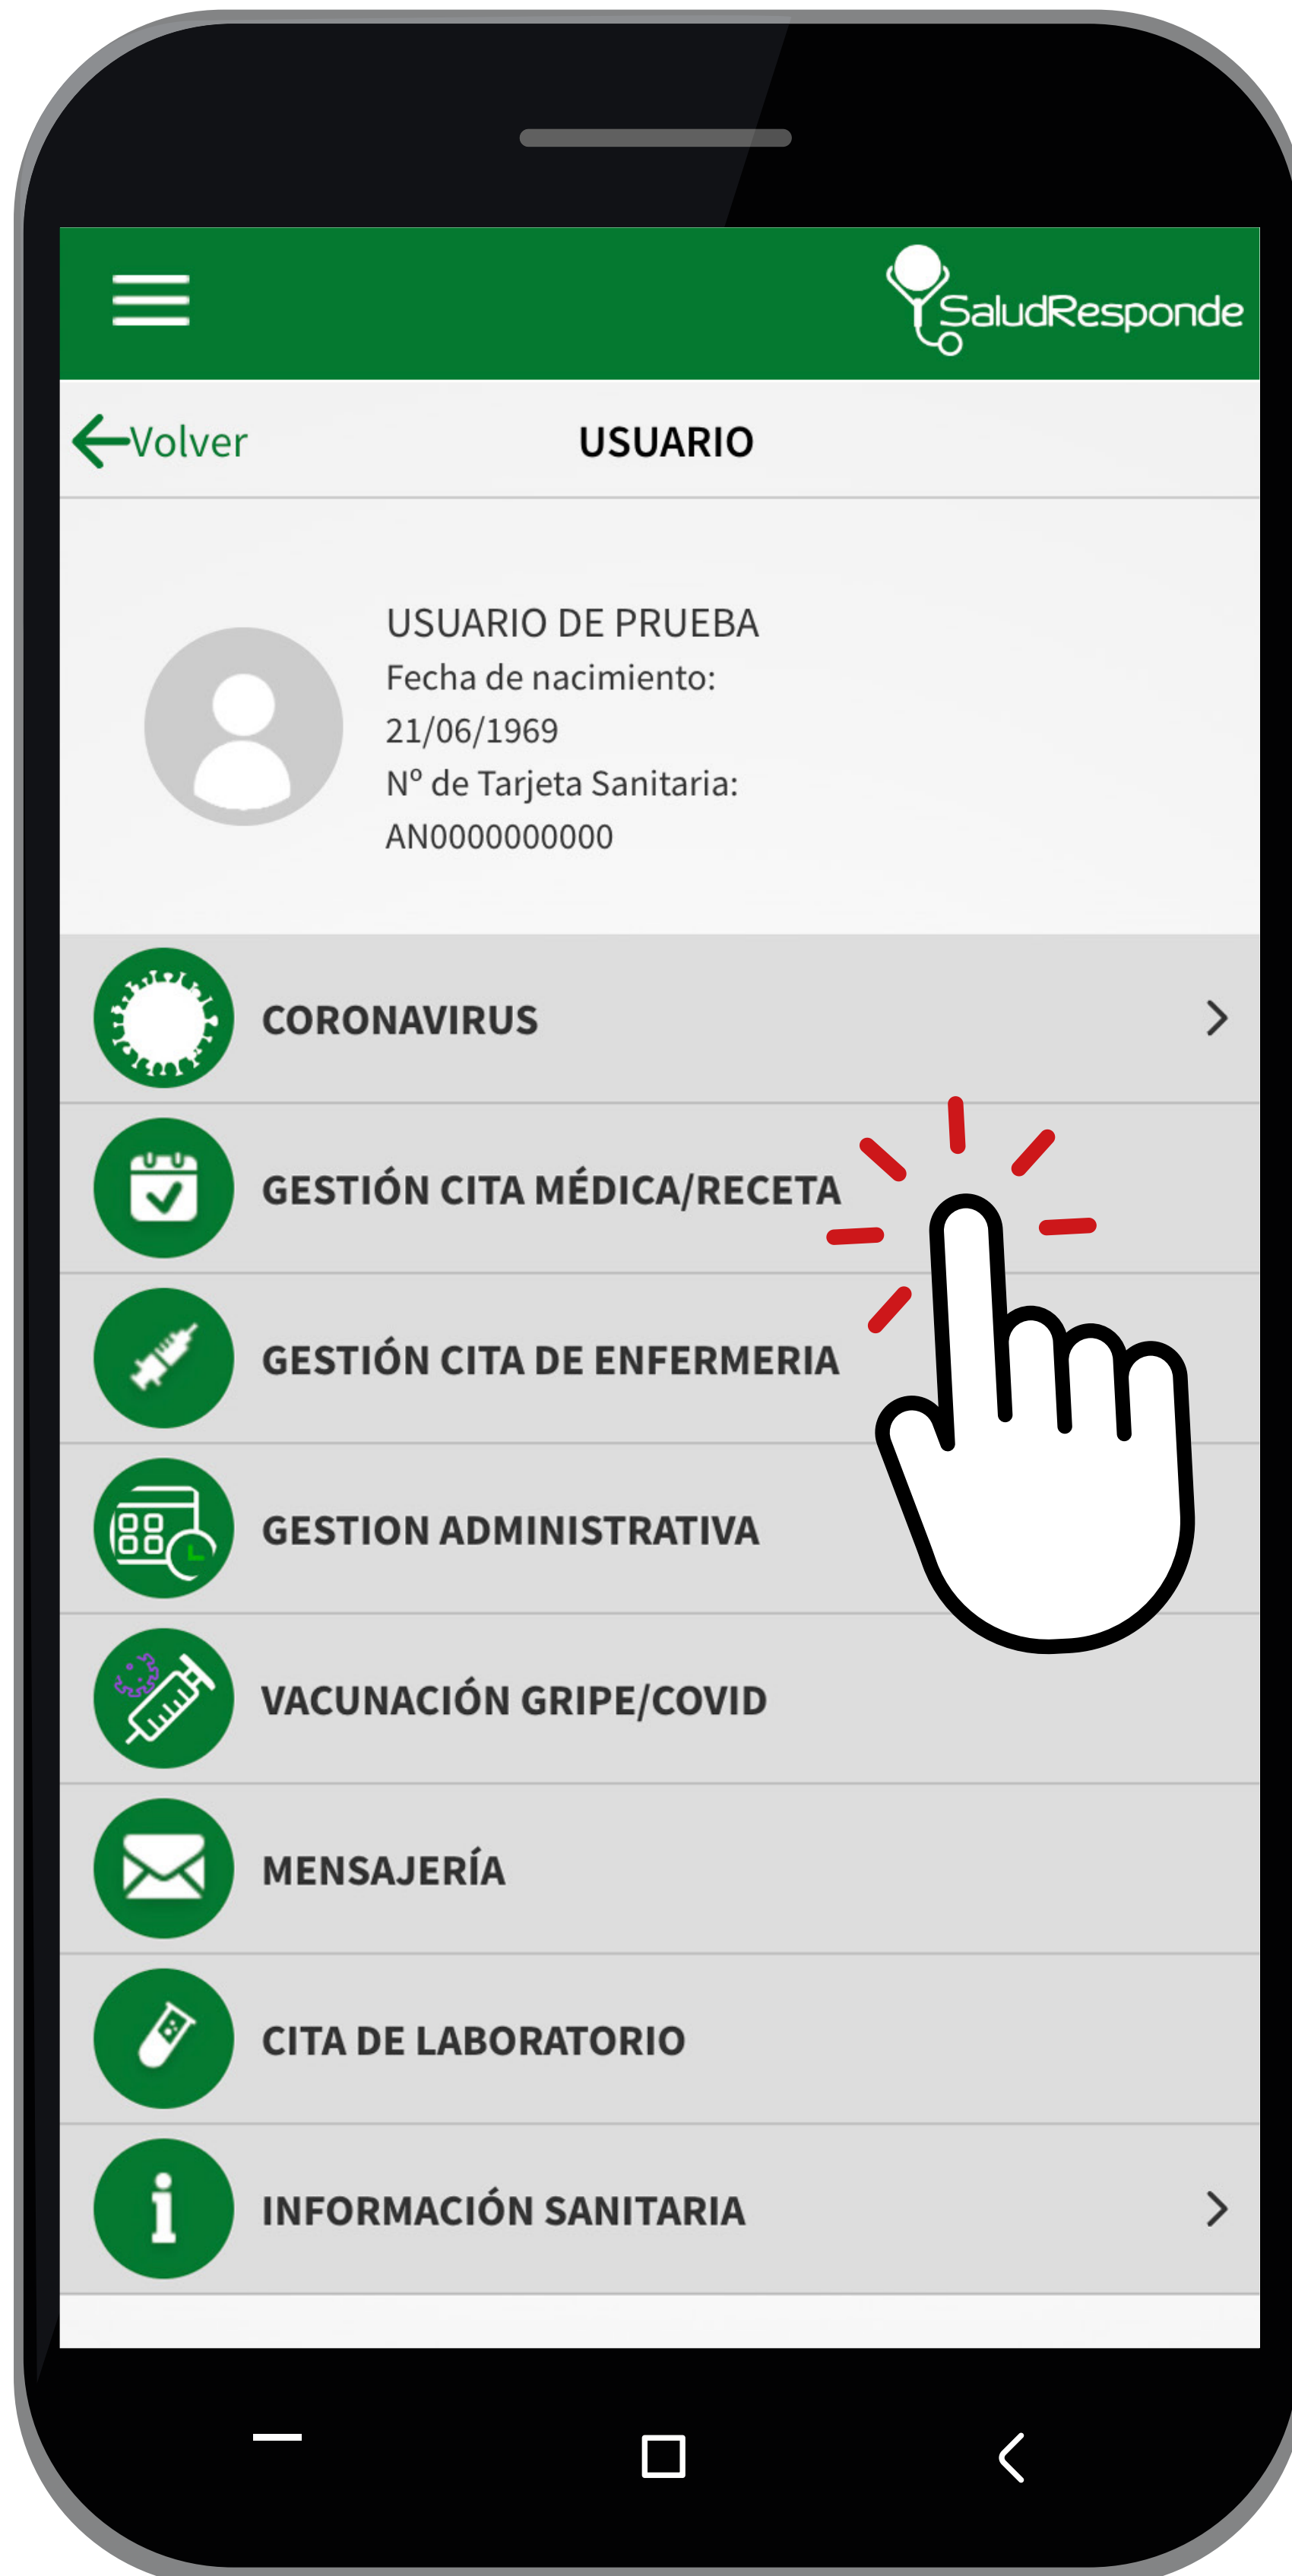 SaludResponde
Volver
USUARIO
USUARIO DE PRUEBA
Fecha de nacimiento:
21/06/1969
Nº de Tarjeta Sanitaria:
AN0000000000
CORONAVIRUS
GESTIÓN CITA MÉDICA/RECETA
GESTIÓN CITA DE ENFERMERIA
GESTION ADMINISTRATIVA
VACUNACIÓN GRIPE/COVID
MENSAJERÍA
CITA DE LABORATORIO
INFORMACIÓN SANITARIA